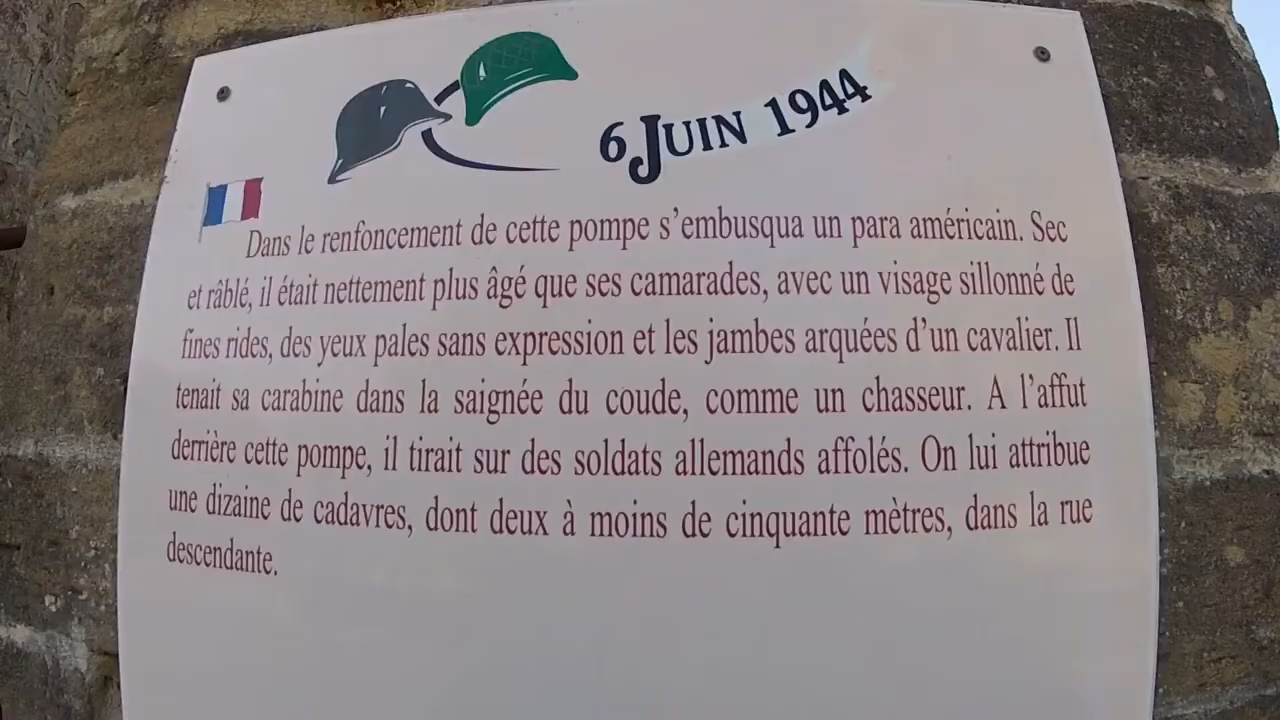 6 JUIN 1944
Dans le renfoncement de cette pompe s'embusqua un para américain. Sec
et râblé, il était nettement plus âgé que ses camarades, avec un visage sillonné de
fines rides, des yeux pales sans expression et les jambes arquées d'un cavalier. Il
tenait sa carabine dans la saignée du coude, comme un chasseur. A l'affut
derrière cette pompe, il tirait sur des soldats allemands affolés. On lui attribue
une dizaine de cadavres, dont deux à moins de cinquante mètres, dans la rue
descendante.